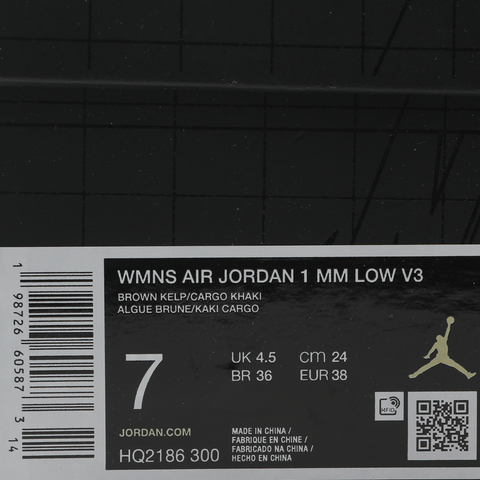 WMNS AIR JORDAN 1 MM LOW V3
BROWN KELP/CARGO KHAKI
ALGUE BRUNE/KAKI CARGO
7
UK 4.5 cm 24
BR 36 EUR 38
JORDAN.COM
HQ2186 300
MADE IN CHINA /
FABRIQUE EN CHINE /
FABRICADO NA CHINA /
HECHO EN CHINA
1 98726 60587 3 14